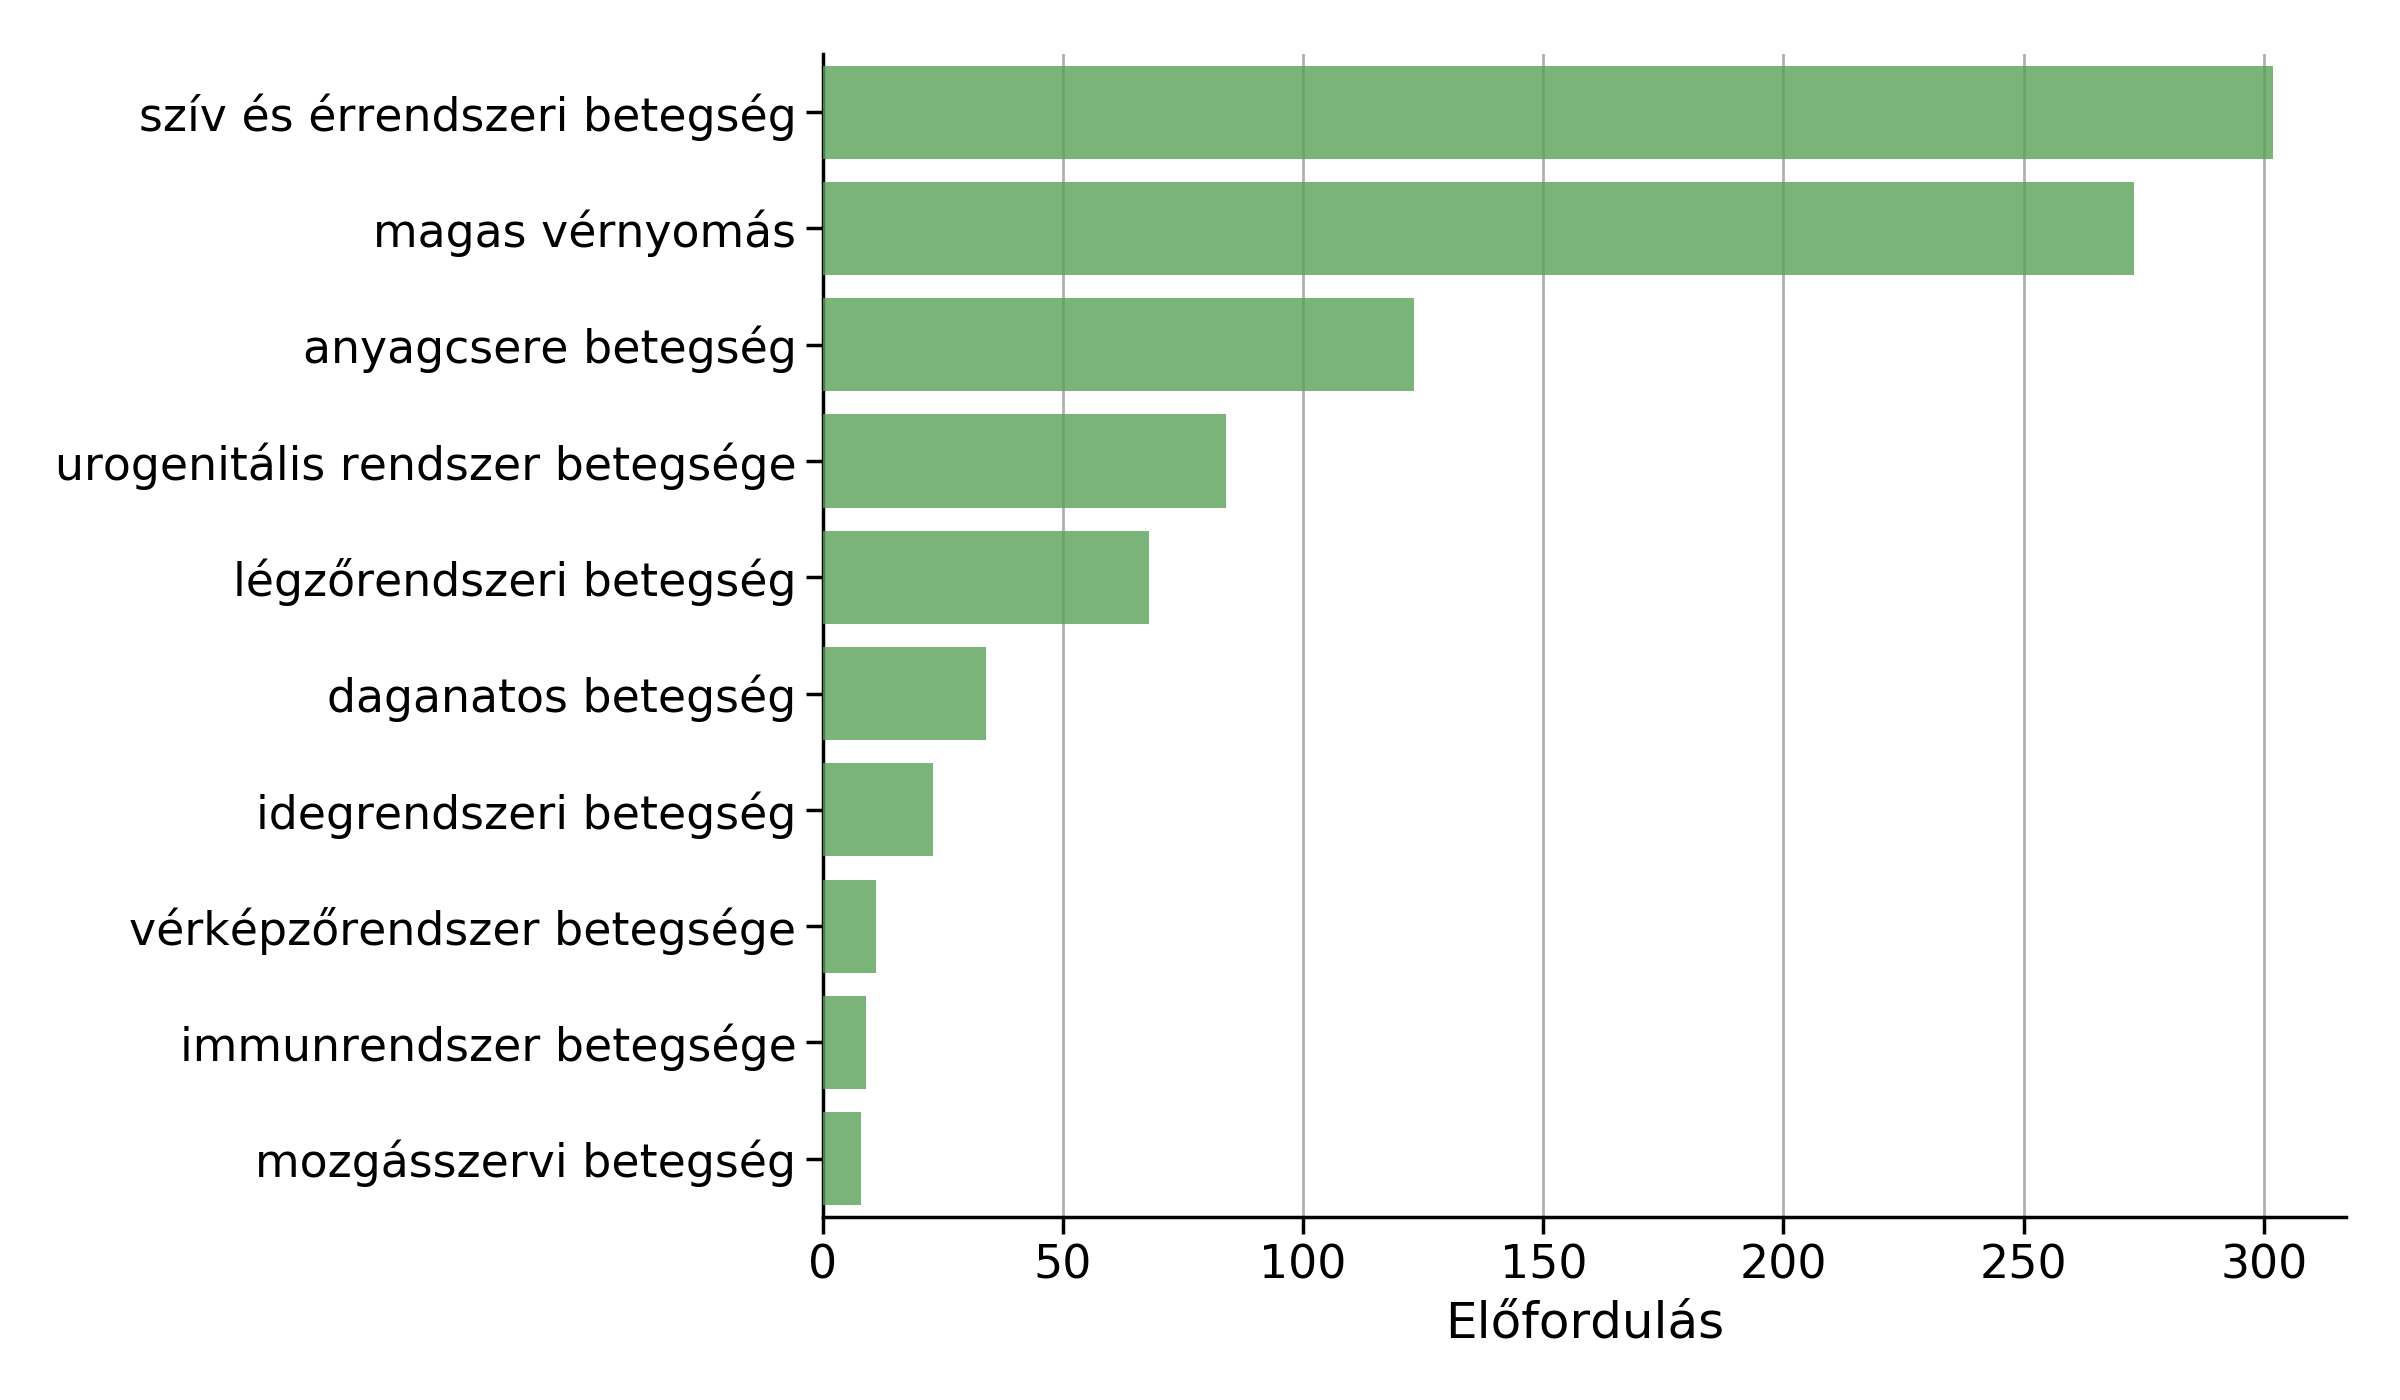 szív és érrendszeri betegség
magas vérnyomás
anyagcsere betegség
urogenitális rendszer betegsége
légzőrendszeri betegség
daganatos betegség
idegrendszeri betegség
vérképzőrendszer betegsége
immunrendszer betegsége
mozgásszervi betegség
0 50 100 150 200 250 300
Előfordulás